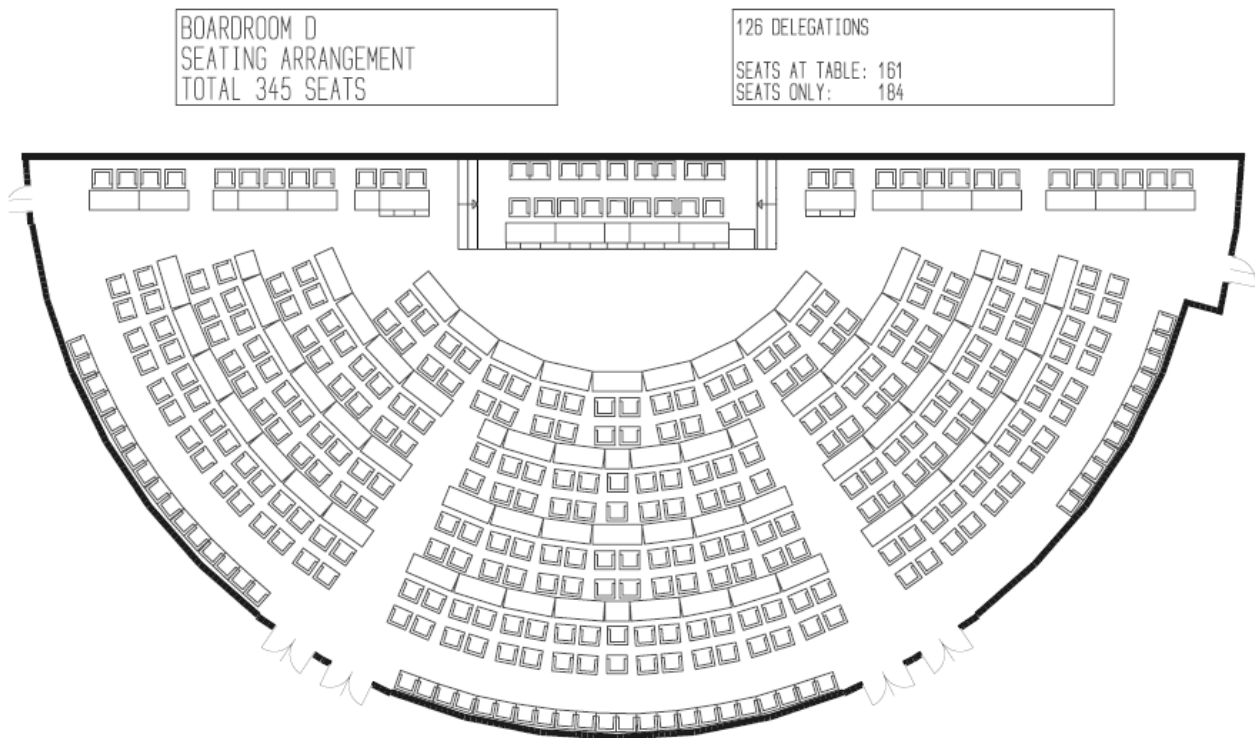 BOARDROOM D
SEATING ARRANGEMENT
TOTAL 345 SEATS
126 DELEGATIONS
SEATS AT TABLE: 161
SEATS ONLY: 184